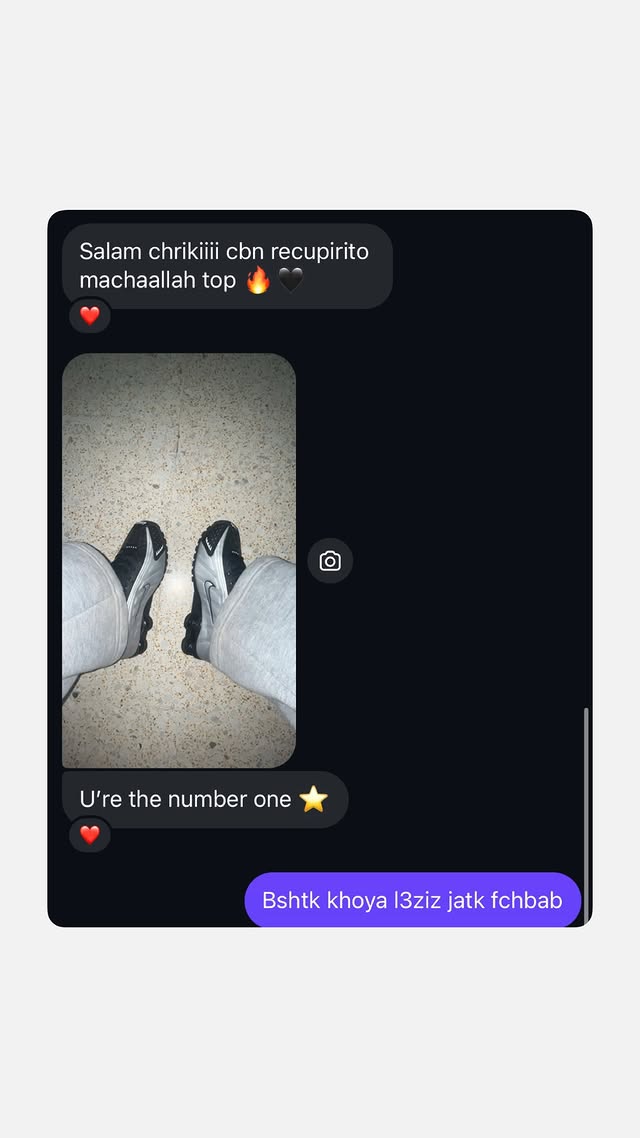 Salam chrikiiii cbn recupirito
machaallah top 🔥 🖤
U’re the number one ⭐
Bshtk khoya l3ziz jatk fchbab